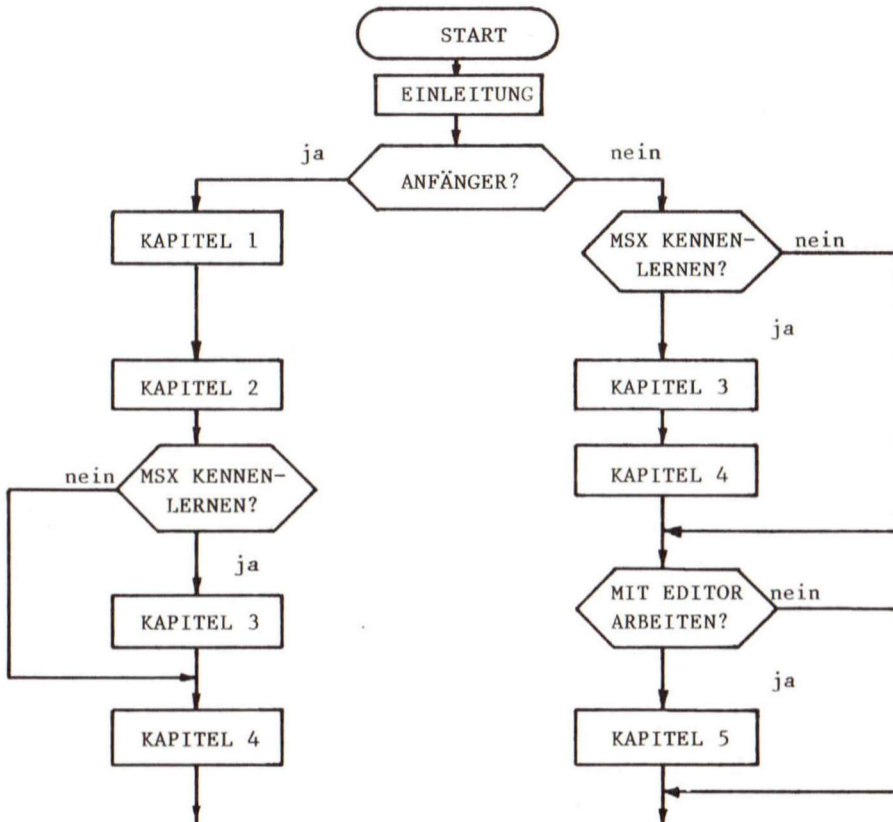 START
EINLEITUNG
ja
ANFÄNGER?
nein
KAPITEL 1
MSX KENNEN-
LERNEN?
nein
ja
KAPITEL 2
KAPITEL 3
nein
MSX KENNEN-
LERNEN?
KAPITEL 4
ja
MIT EDITOR
ARBEITEN?
nein
KAPITEL 3
ja
KAPITEL 4
KAPITEL 5